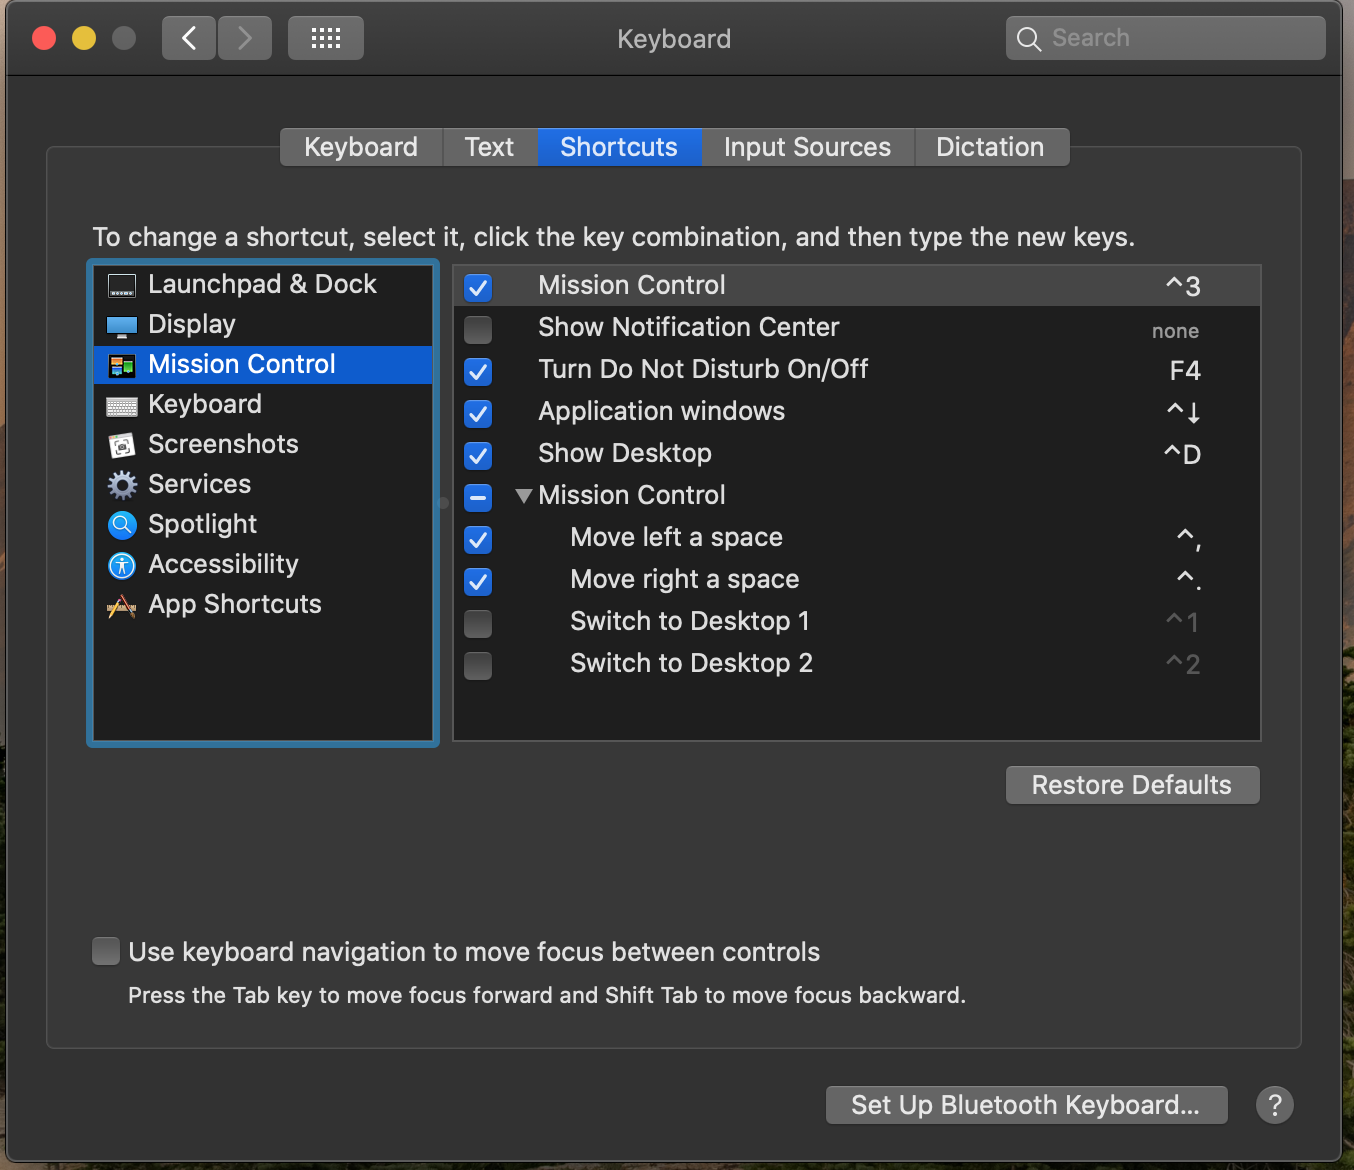 Keyboard
Search
Keyboard Text Shortcuts Input Sources Dictation
To change a shortcut, select it, click the key combination, and then type the new keys.
Launchpad & Dock
Display
Mission Control
Keyboard
Screenshots
Services
Spotlight
Accessibility
App Shortcuts
Mission Control ^3
Show Notification Center none
Turn Do Not Disturb On/Off F4
Application windows ^↓
Show Desktop ^D
Mission Control
Move left a space ^,
Move right a space ^.
Switch to Desktop 1 ^1
Switch to Desktop 2 ^2
Restore Defaults
Use keyboard navigation to move focus between controls
Press the Tab key to move focus forward and Shift Tab to move focus backward.
Set Up Bluetooth Keyboard... ?